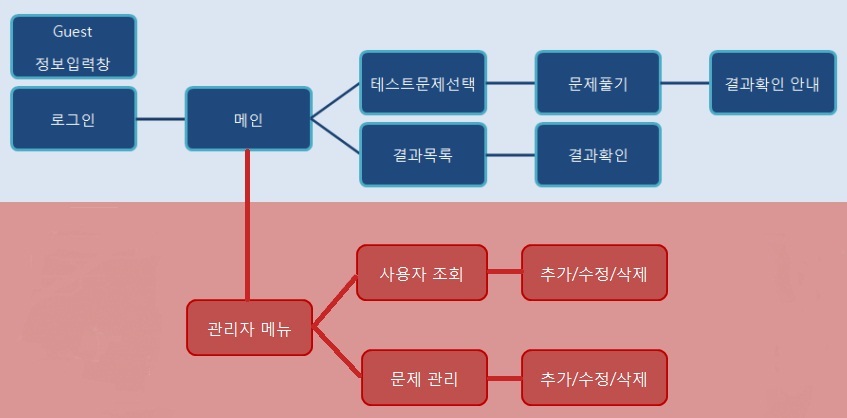 Guest
정보입력창
로그인
메인
테스트문제선택
문제풀기
결과확인 안내
결과목록
결과확인
사용자 조회
추가/수정/삭제
관리자 메뉴
문제 관리
추가/수정/삭제